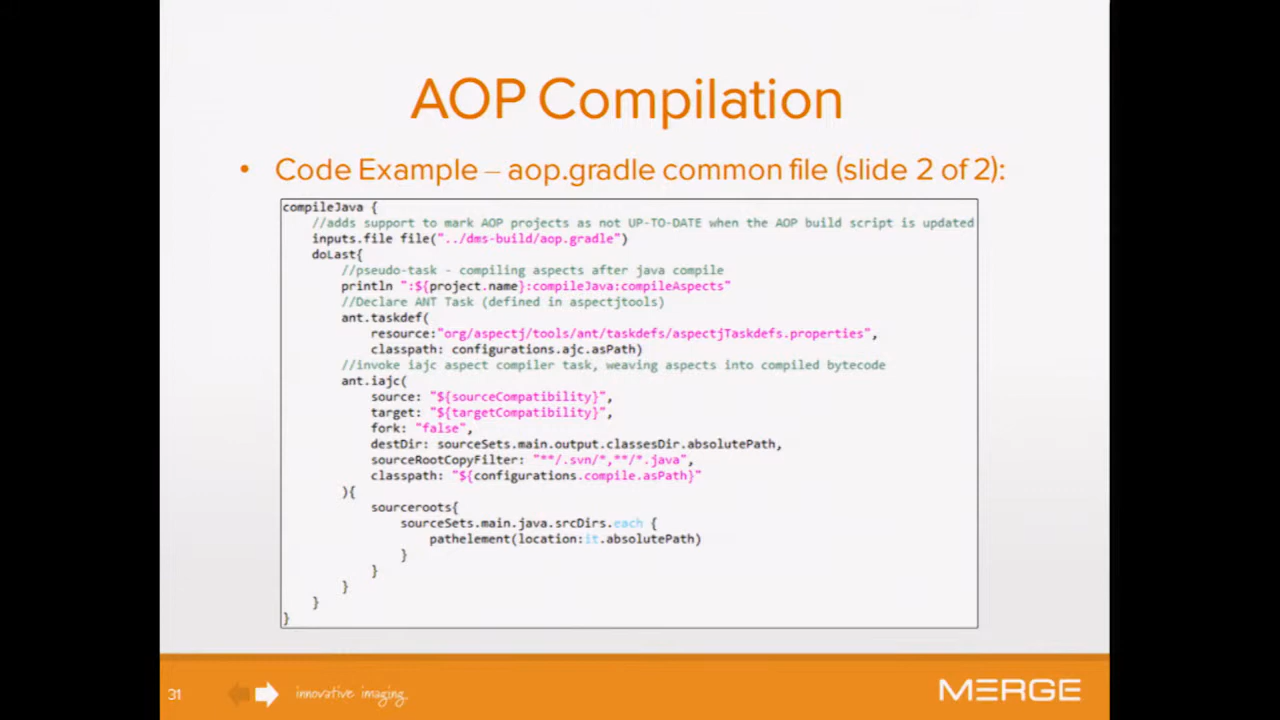 AOP Compilation
• Code Example – aop.gradle common file (slide 2 of 2):
compileJava {
//adds support to mark AOP projects as not UP-TO-DATE when the AOP build script is updated
inputs.file file("../dms-build/aop.gradle")
doLast{
//pseudo-task - compiling aspects after java compile
println ":${project.name}:compileJava:compileAspects"
//Declare ANT Task (defined in aspectjtools)
ant.taskdef(
resource:"org/aspectj/tools/ant/taskdefs/aspectjTaskdefs.properties",
classpath: configurations.ajc.asPath)
//invoke iajc aspect compiler task, weaving aspects into compiled bytecode
ant.iajc(
source: "${sourceCompatibility}",
target: "${targetCompatibility}",
fork: "false",
destDir: sourceSets.main.output.classesDir.absolutePath,
sourceRootCopyFilter: "**/.svn/*,**/*.java",
classpath: "${configurations.compile.asPath}"
){
sourceroots{
sourceSets.main.java.srcDirs.each {
pathelement(location:it.absolutePath)
}
}
}
}
}
31
innovative imaging.
MERGE